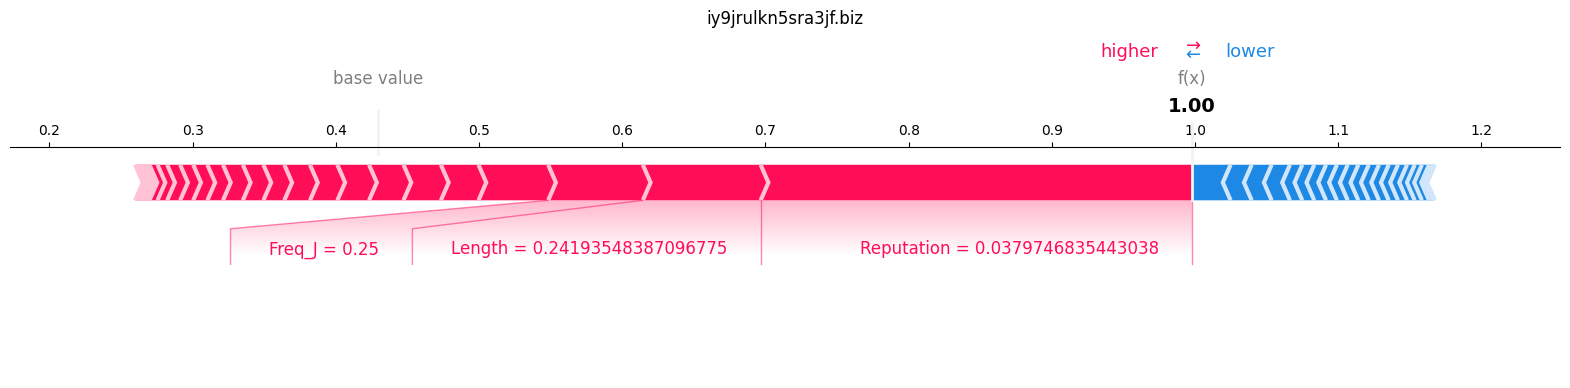 iy9jrulkn5sra3jf.biz
higher → ← lower
base value f(x)
1.00
0.2 0.3 0.4 0.5 0.6 0.7 0.8 0.9 1.0 1.1 1.2
Freq_J = 0.25 Length = 0.24193548387096775 Reputation = 0.0379746835443038